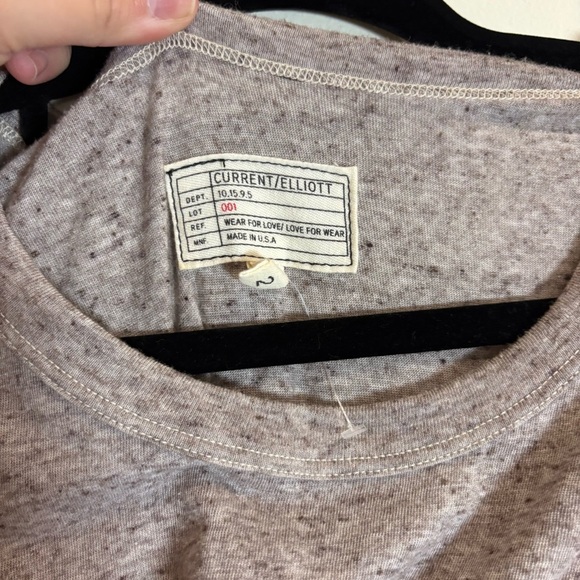 CURRENT/ELLIOTT
DEPT. 10.15.9.5
LOT 001
REF. WEAR FOR LOVE/ LOVE FOR WEAR
MNF. MADE IN U.S.A
2